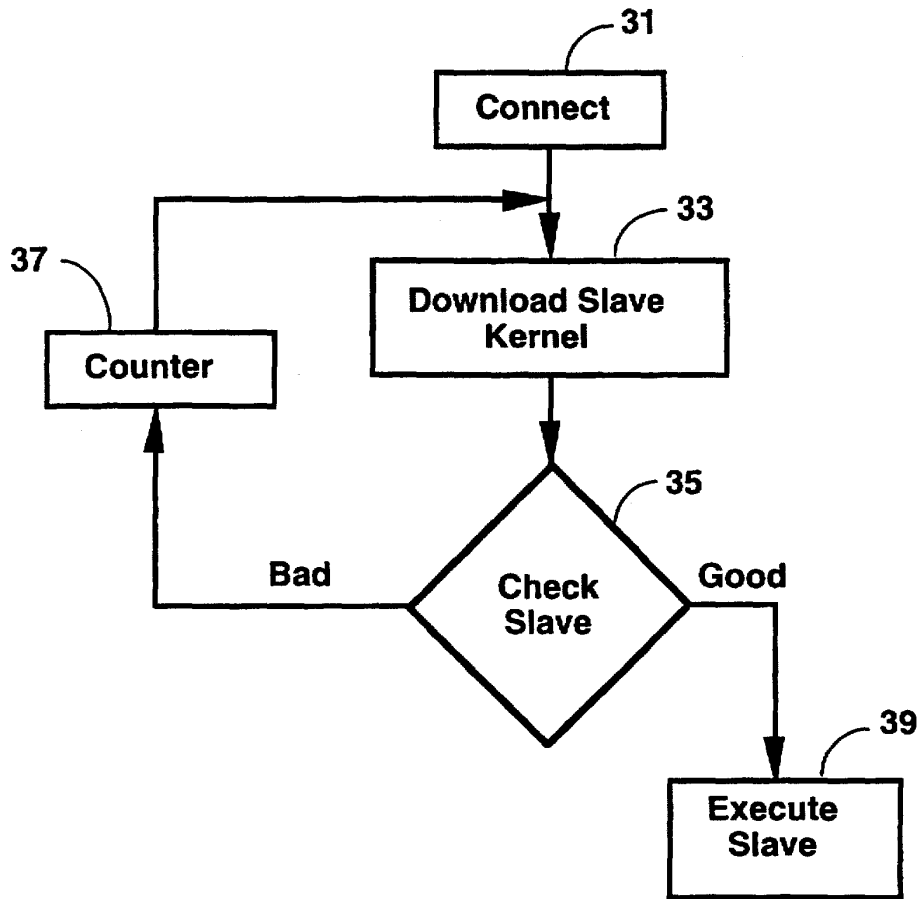 31
Connect
33
Download Slave
Kernel
37
Counter
35
Check
Slave
Bad
Good
39
Execute
Slave